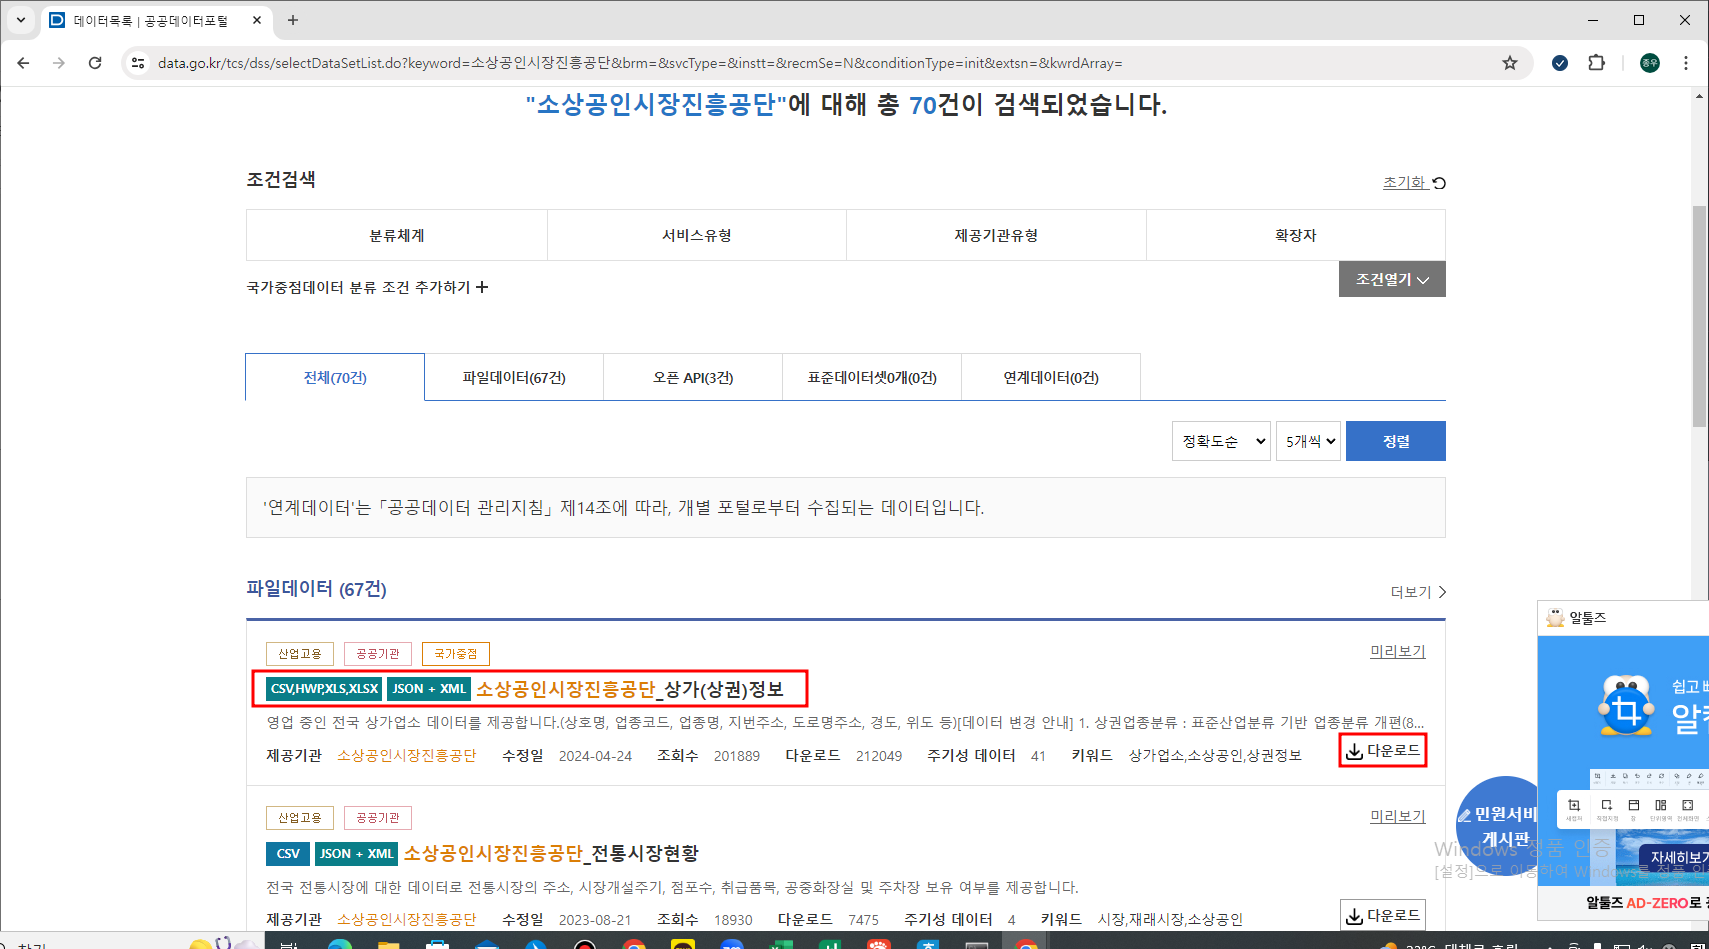 데이터목록 | 공공데이터포털
data.go.kr/tcs/dss/selectDataSetList.do?keyword=소상공인시장진흥공단&brm=&svcType=&instt=&recmSe=N&conditionType=init&extsn=&kwrdArray=
종우
"소상공인시장진흥공단"에 대해 총 70건이 검색되었습니다.
조건검색
초기화
분류체계 서비스유형 제공기관유형 확장자
국가중점데이터 분류 조건 추가하기 +
조건열기
전체(70건) 파일데이터(67건) 오픈 API(3건) 표준데이터셋0개(0건) 연계데이터(0건)
정확도순 5개씩 정렬
'연계데이터'는「공공데이터 관리지침」제14조에 따라, 개별 포털로부터 수집되는 데이터입니다.
파일데이터 (67건)
더보기
산업고용 공공기관 국가중점
미리보기
CSV,HWP,XLS,XLSX JSON + XML 소상공인시장진흥공단_상가(상권)정보
영업 중인 전국 상가업소 데이터를 제공합니다.(상호명, 업종코드, 업종명, 지번주소, 도로명주소, 경도, 위도 등)[데이터 변경 안내] 1. 상권업종분류 : 표준산업분류 기반 업종분류 개편(8...
제공기관 소상공인시장진흥공단 수정일 2024-04-24 조회수 201889 다운로드 212049 주기성 데이터 41 키워드 상가업소,소상공인,상권정보
다운로드
산업고용 공공기관
미리보기
CSV JSON + XML 소상공인시장진흥공단_전통시장현황
전국 전통시장에 대한 데이터로 전통시장의 주소, 시장개설주기, 점포수, 취급품목, 공중화장실 및 주차장 보유 여부를 제공합니다.
제공기관 소상공인시장진흥공단 수정일 2023-08-21 조회수 18930 다운로드 7475 주기성 데이터 4 키워드 시장,재래시장,소상공인
다운로드
민원서비
게시판
Windows 정품 인증
[설정]으로 이동하여 Windows를 정품 인
알툴즈
쉽고 빠
알
자세히보기
알툴즈 AD-ZERO로